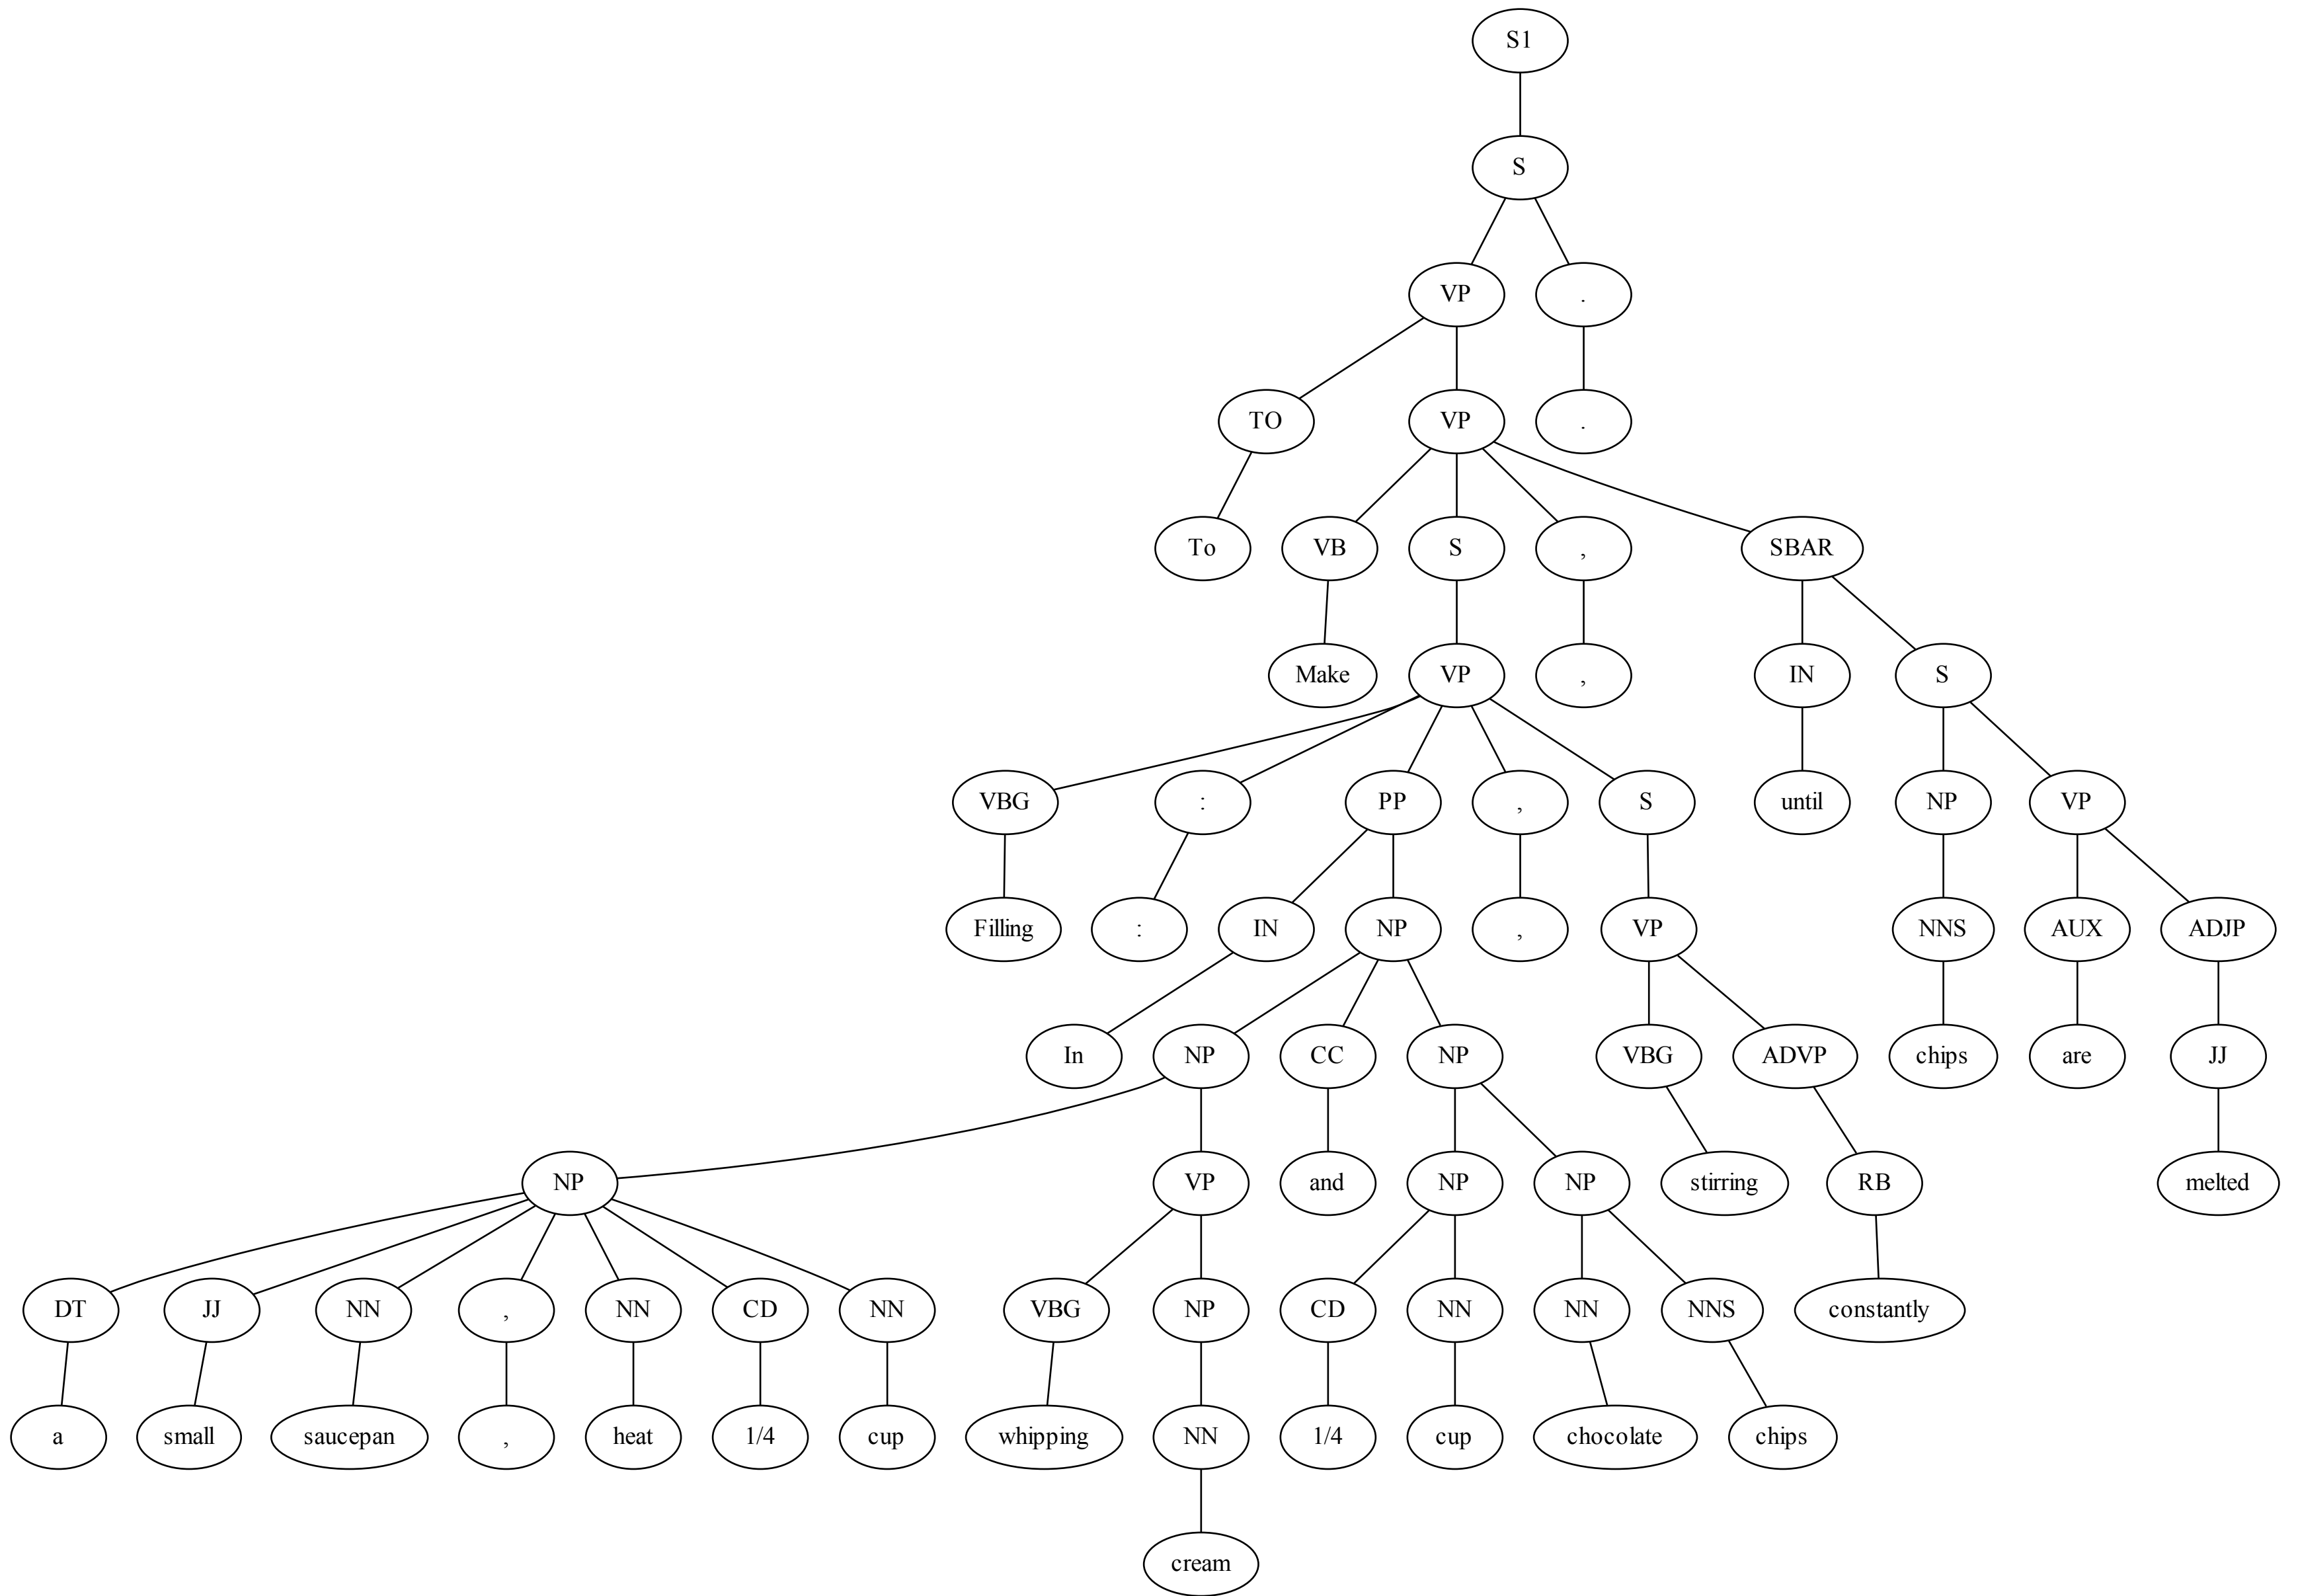 S1
S
VP .
TO VP .
To VB S , SBAR
Make VP , IN S
VBG : PP , S until NP VP
Filling : IN NP , VP NNS AUX ADJP
In NP CC NP VBG ADVP chips are JJ
NP VP and NP NP stirring RB melted
DT JJ NN , NN CD NN VBG NP CD NN NN NNS constantly
a small saucepan , heat 1/4 cup whipping NN 1/4 cup chocolate chips
cream